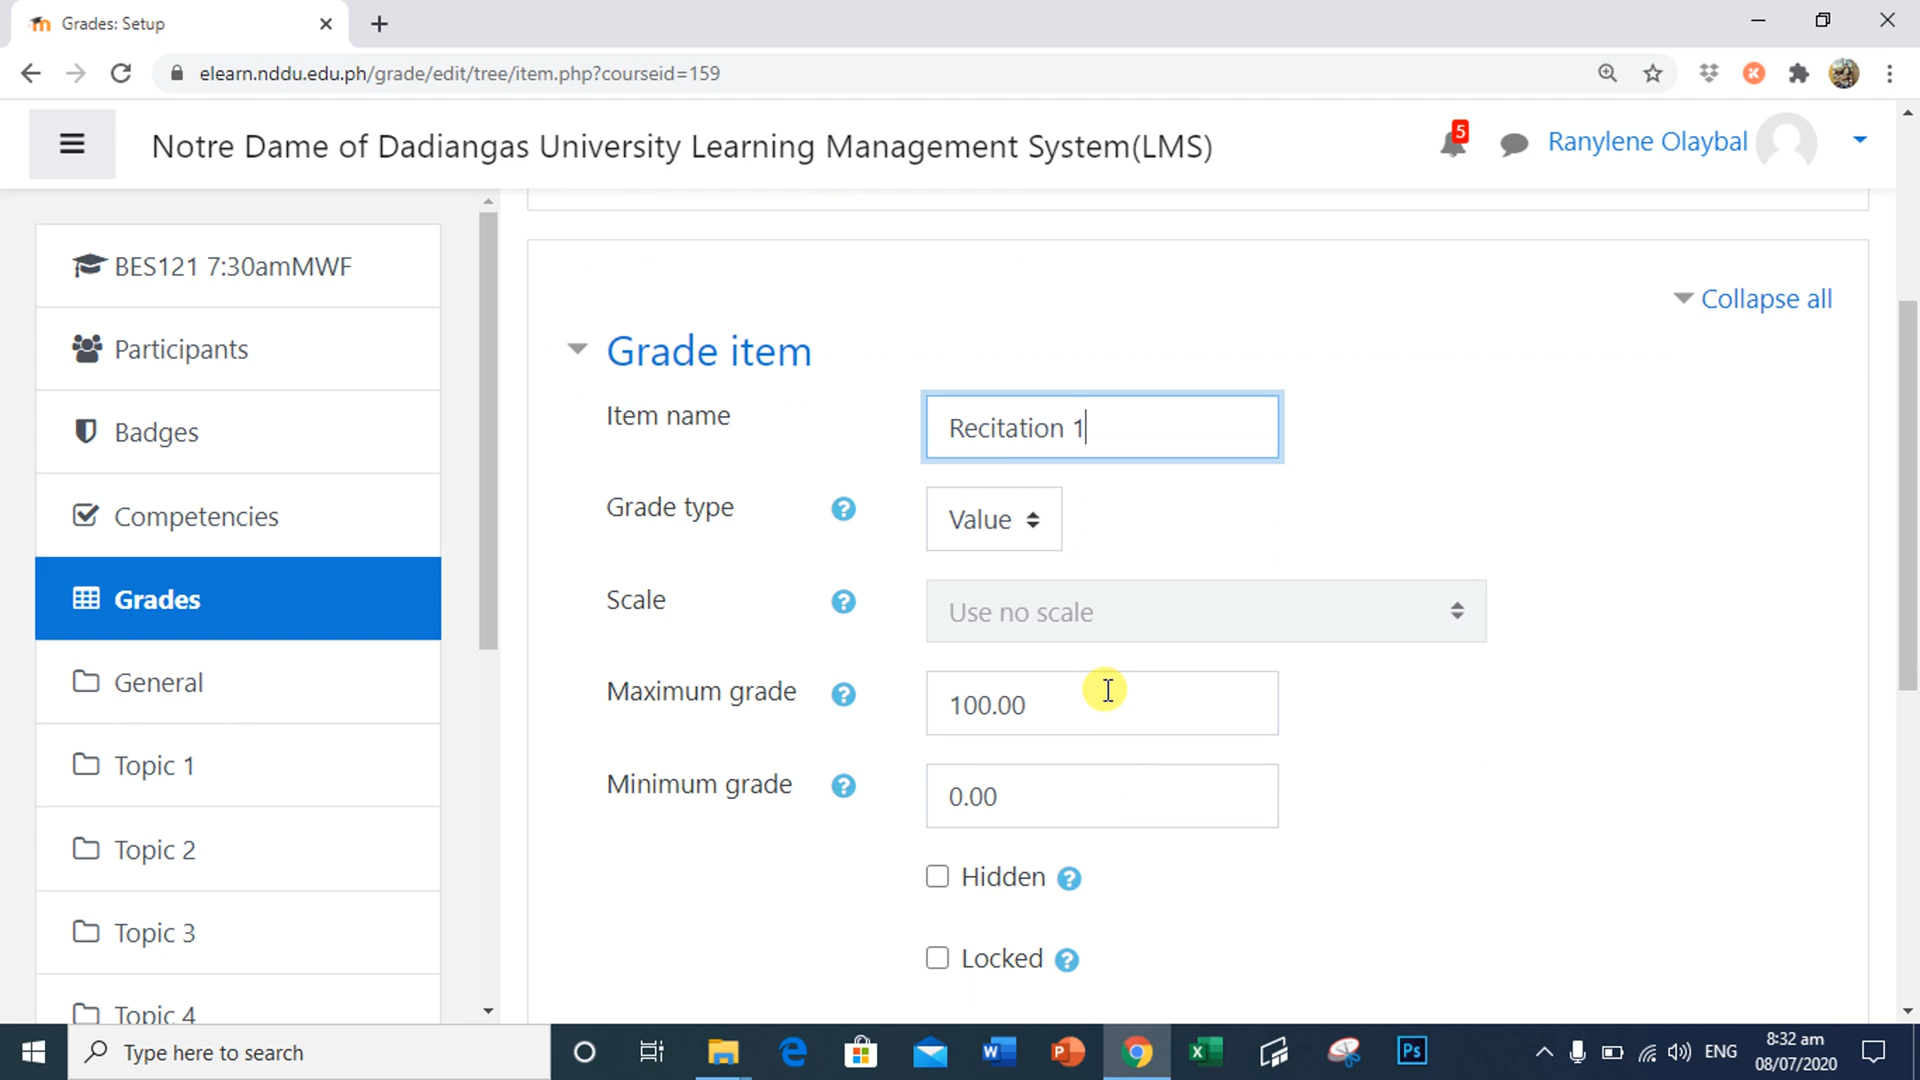 Grades: Setup
elearn.nddu.edu.ph/grade/edit/tree/item.php?courseid=159
Notre Dame of Dadiangas University Learning Management System(LMS)
5
Ranylene Olaybal
BES121 7:30amMWF
Participants
Badges
Competencies
Grades
General
Topic 1
Topic 2
Topic 3
Topic 4
Collapse all
Grade item
Item name
Recitation 1
Grade type
Value
Scale
Use no scale
Maximum grade
100.00
Minimum grade
0.00
Hidden
Locked
Type here to search
ENG
8:32 am
08/07/2020